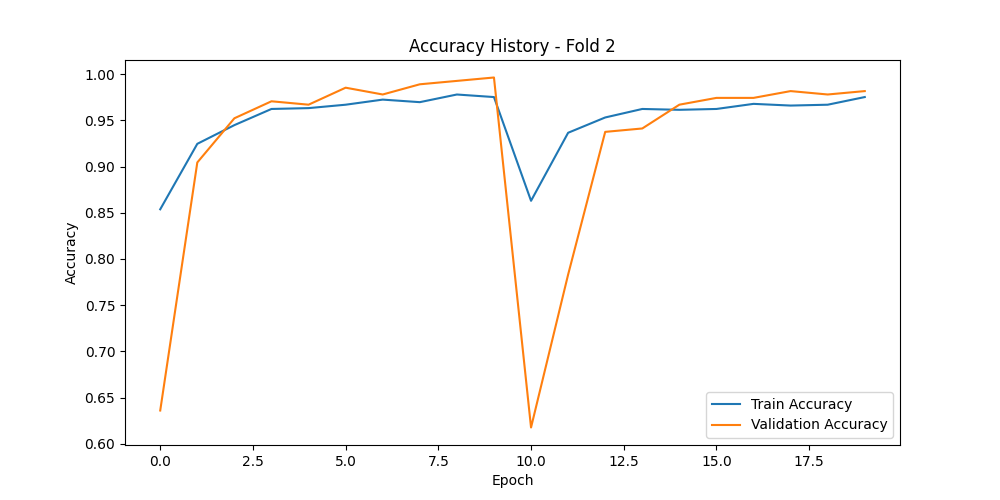 Accuracy History - Fold 2
1.00
0.95
0.90
0.85
0.80
0.75
0.70
0.65
0.60
Accuracy
0.0 2.5 5.0 7.5 10.0 12.5 15.0 17.5
Epoch
Train Accuracy
Validation Accuracy